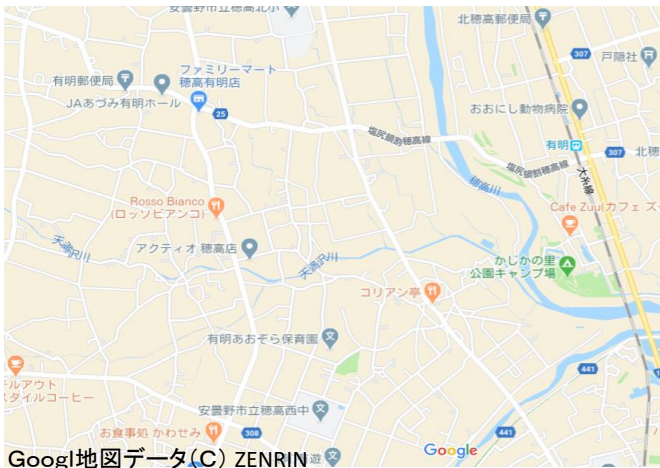 安曇野市立穂高北小
北穂高郵便局
307
戸隠社
有明郵便局
ファミリーマート
穂高有明店
JAあづみ有明ホール
25
おおにし動物病院
塩尻鍋割穂高線
有明
307
北穂
塩尻鍋割穂高線
大糸線
穂高川
Rosso Bianco
(ロッソビアンコ)
Cafe Zuu(カフェ ズー
天満沢川
アクティオ 穂高店
天満沢川
かじかの里
公園キャンプ場
コリアン亭
有明あおぞら保育園
441
ールアウト
スタイルコーヒー
安曇野市立穂高西中
441
お食事処 かわせみ
308
遊
Google
Googl地図データ(C) ZENRIN